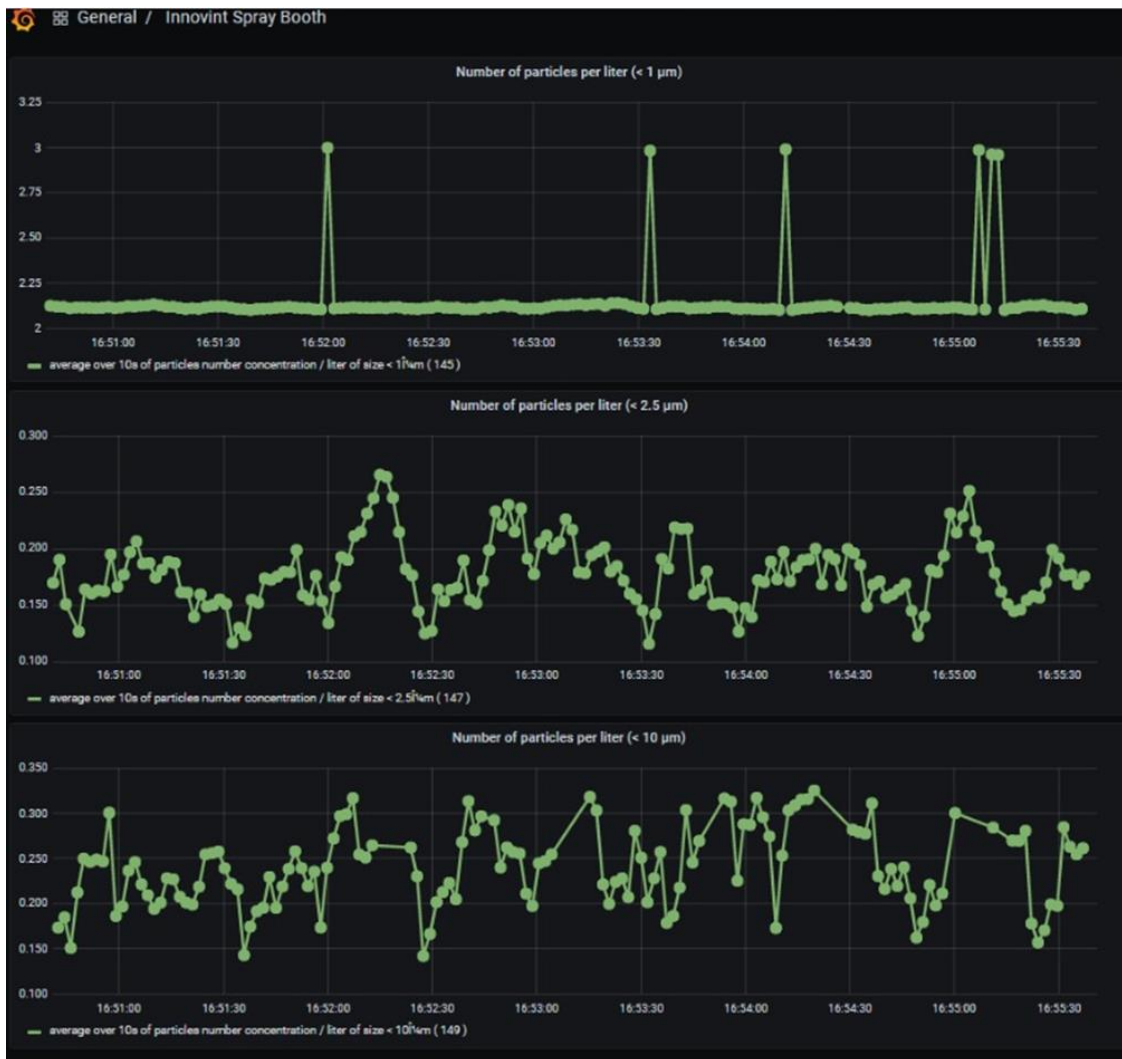 General / Innovint Spray Booth
Number of particles per liter (< 1 μm)
3.25
3
2.75
2.50
2.25
2
16:51:00 16:51:30 16:52:00 16:52:30 16:53:00 16:53:30 16:54:00 16:54:30 16:55:00 16:55:30
average over 10s of particles number concentration / liter of size < 1μm ( 145 )
Number of particles per liter (< 2.5 μm)
0.300
0.250
0.200
0.150
0.100
16:51:00 16:51:30 16:52:00 16:52:30 16:53:00 16:53:30 16:54:00 16:54:30 16:55:00 16:55:30
average over 10s of particles number concentration / liter of size < 2.5μm ( 147 )
Number of particles per liter (< 10 μm)
0.350
0.300
0.250
0.200
0.150
0.100
16:51:00 16:51:30 16:52:00 16:52:30 16:53:00 16:53:30 16:54:00 16:54:30 16:55:00 16:55:30
average over 10s of particles number concentration / liter of size < 10μm ( 149 )